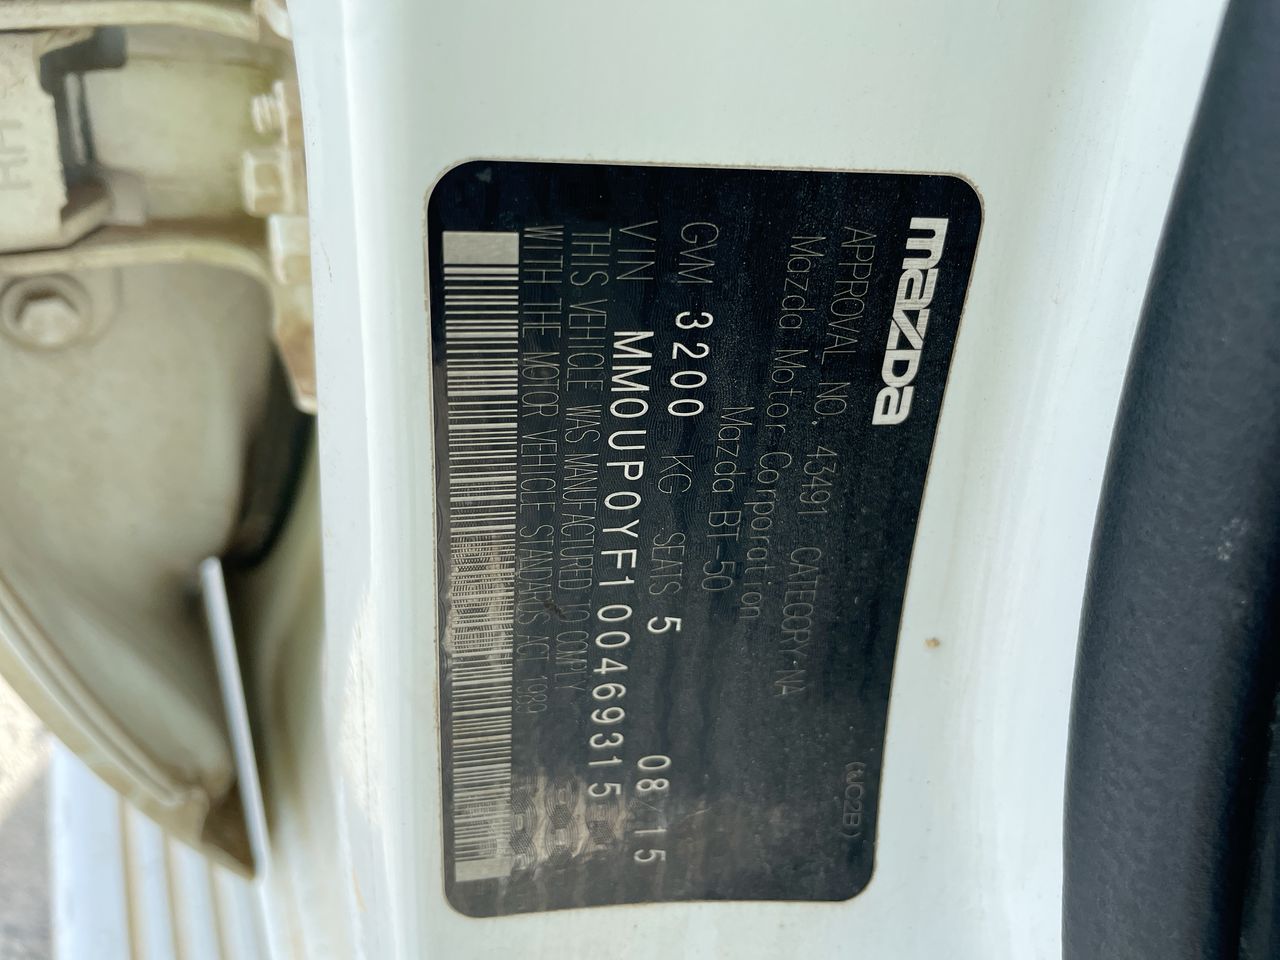 mazda
APPROVAL NO. 43491 CATEGORY-NA
Mazda Motor Corporation
Mazda BT-50
GVM 3200 KG SEATS 5 08 15
VIN MM0UP0YF100469315
THIS VEHICLE WAS MANUFACTURED TO COMPLY
WITH THE MOTOR VEHICLE STANDARDS ACT 1989
RH